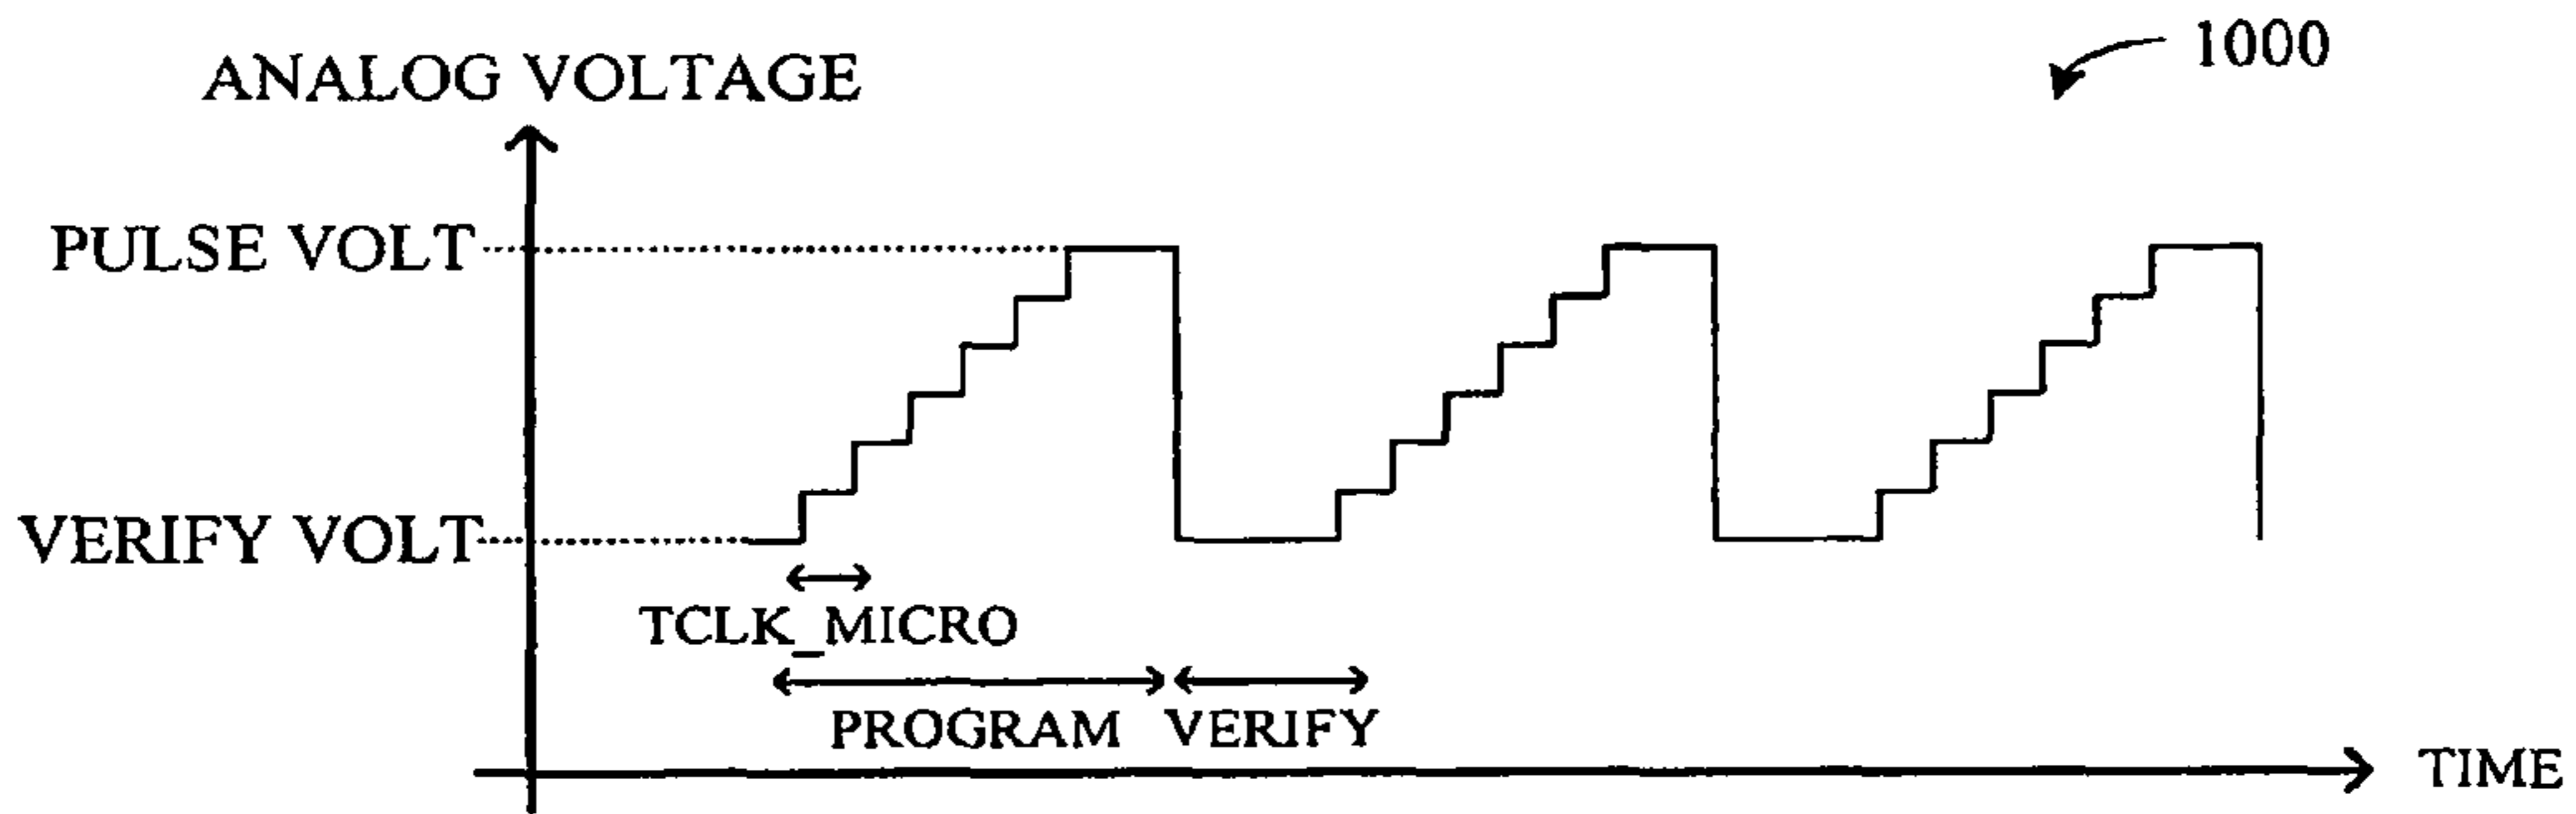 1000
ANALOG VOLTAGE
PULSE VOLT
VERIFY VOLT
TCLK_MICRO
PROGRAM VERIFY
TIME